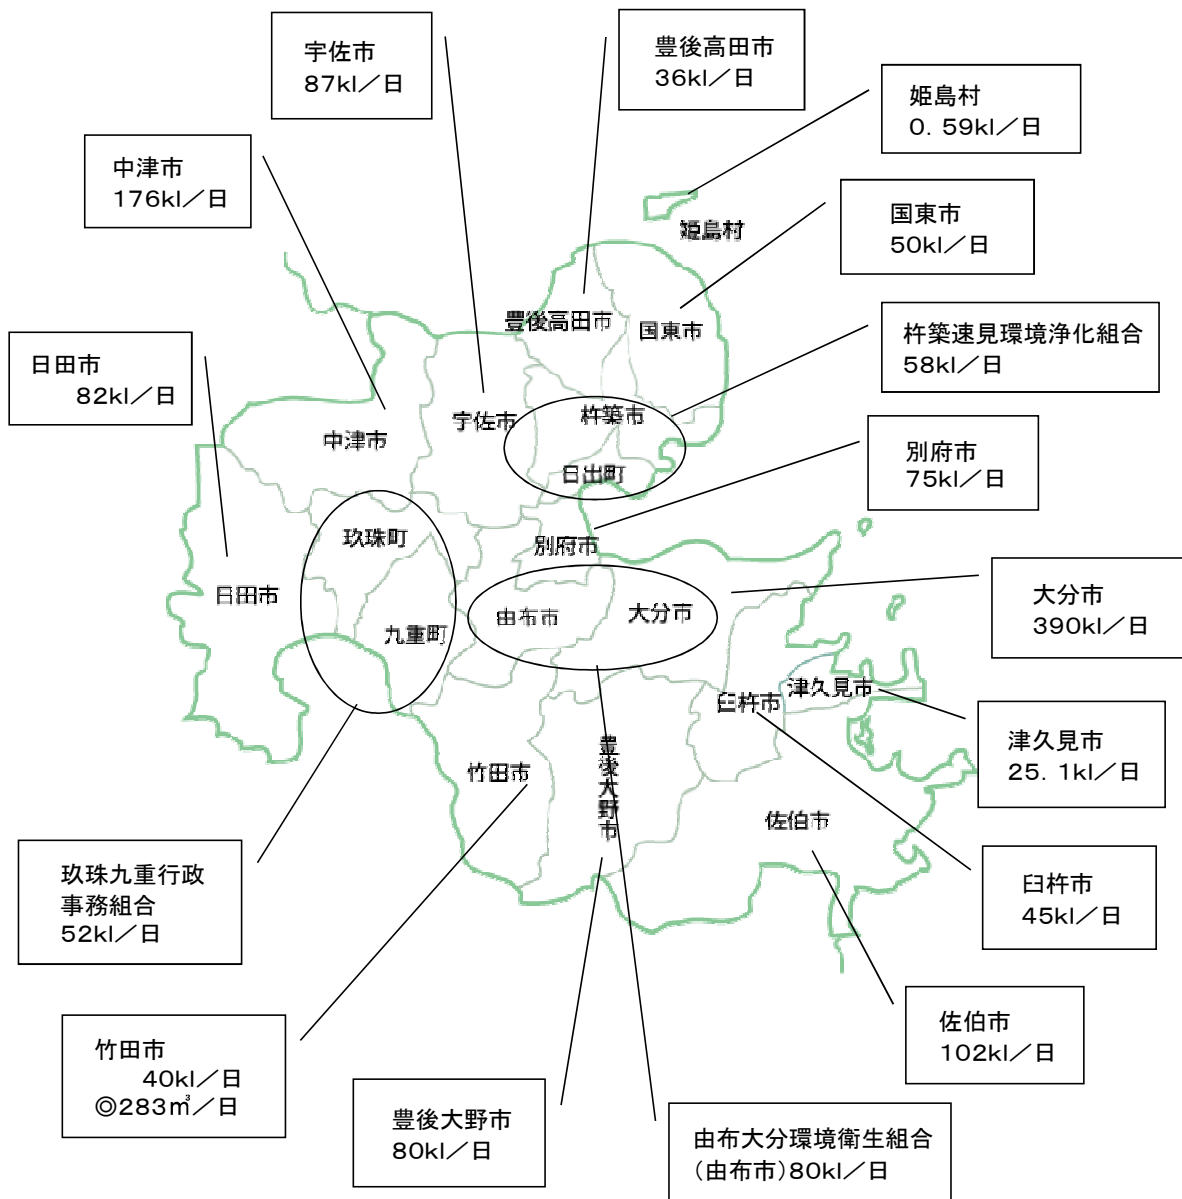 宇佐市
87kl／日
豊後高田市
36kl／日
姫島村
0．59kl／日
中津市
176kl／日
国東市
50kl／日
杵築速見環境浄化組合
58kl／日
日田市
82kl／日
別府市
75kl／日
大分市
390kl／日
津久見市
25．1kl／日
臼杵市
45kl／日
佐伯市
102kl／日
玖珠九重行政
事務組合
52kl／日
竹田市
40kl／日
◎283㎥／日
豊後大野市
80kl／日
由布大分環境衛生組合
（由布市）80kl／日
姫島村
豊後高田市
国東市
杵築市
宇佐市
中津市
日出町
玖珠町
別府市
日田市
由布市
大分市
九重町
津久見市
臼杵市
竹田市
豊後大野市
佐伯市